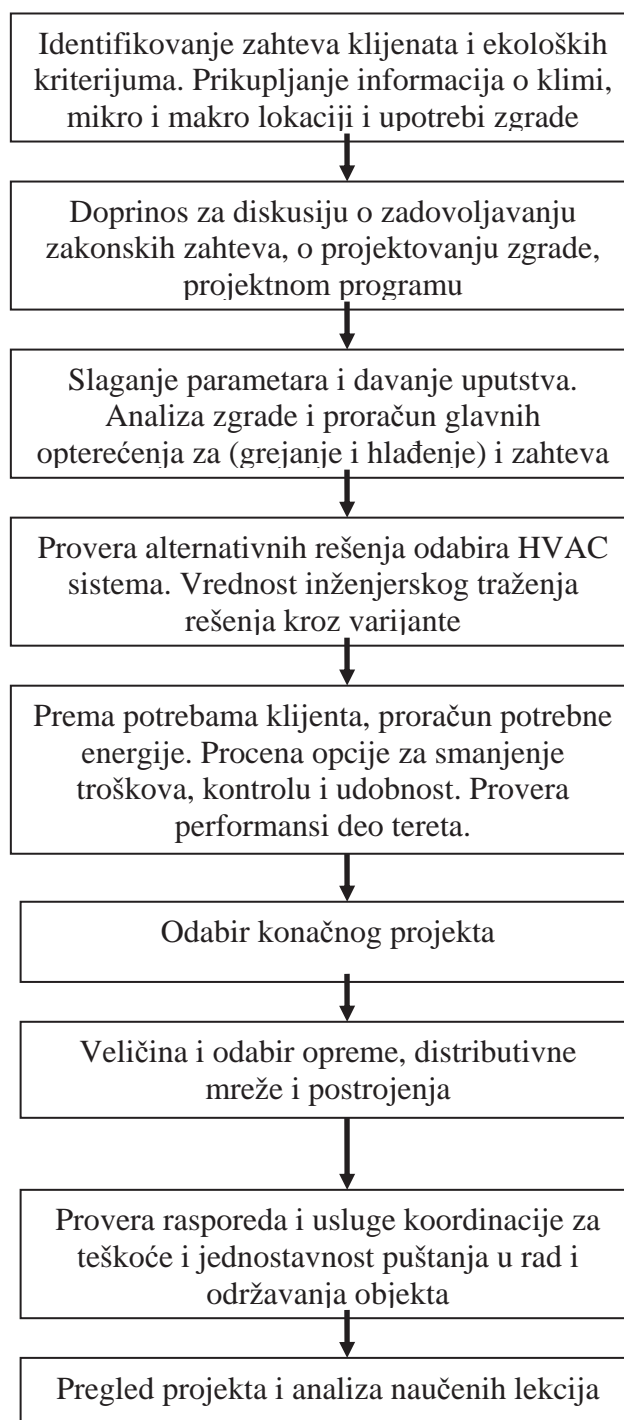 Identifikovanje zahteva klijenata i ekoloških
kriterijuma. Prikupljanje informacija o klimi,
mikro i makro lokaciji i upotrebi zgrade
Doprinos za diskusiju o zadovoljavanju
zakonskih zahteva, o projektovanju zgrade,
projektnom programu
Slaganje parametara i davanje uputstva.
Analiza zgrade i proračun glavnih
opterećenja za (grejanje i hlađenje) i zahteva
Provera alternativnih rešenja odabira HVAC
sistema. Vrednost inženjerskog traženja
rešenja kroz varijante
Prema potrebama klijenta, proračun potrebne
energije. Procena opcije za smanjenje
troškova, kontrolu i udobnost. Provera
performansi deo tereta.
Odabir konačnog projekta
Veličina i odabir opreme, distributivne
mreže i postrojenja
Provera rasporeda i usluge koordinacije za
teškoće i jednostavnost puštanja u rad i
održavanja objekta
Pregled projekta i analiza naučenih lekcija